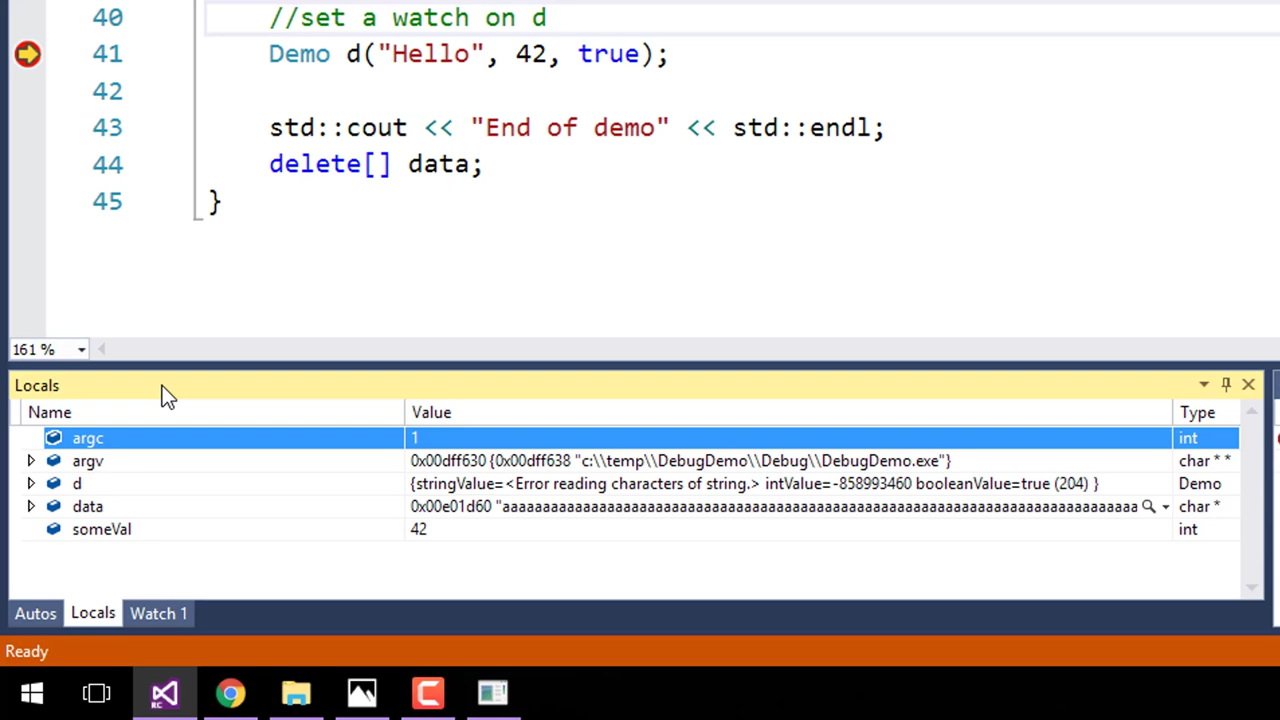 40 //set a watch on d
41 Demo d("Hello", 42, true);
42
43 std::cout << "End of demo" << std::endl;
44 delete[] data;
45 }
161 %
Locals
Name Value Type
argc 1 int
argv 0x00dff630 {0x00dff638 "c:\\temp\\DebugDemo\\Debug\\DebugDemo.exe"} char * *
d {stringValue=<Error reading characters of string.> intValue=-858993460 booleanValue=true (204) } Demo
data 0x00e01d60 "aaaaaaaaaaaaaaaaaaaaaaaaaaaaaaaaaaaaaaaaaaaaaaaaaaaaaaaaaaaaaaaaaaaaaaaaaaaaa char *
someVal 42 int
Autos Locals Watch 1
Ready
RC